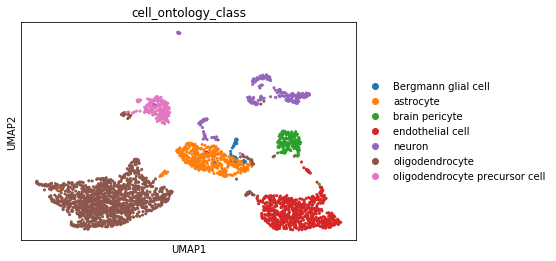 cell_ontology_class
UMAP2
UMAP1
Bergmann glial cell
astrocyte
brain pericyte
endothelial cell
neuron
oligodendrocyte
oligodendrocyte precursor cell